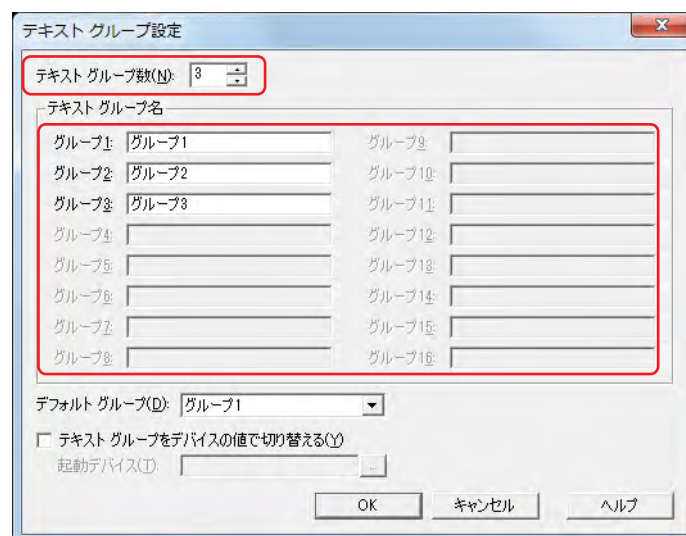 テキスト グループ設定
テキスト グループ数(N): 3
テキスト グループ名
グループ1: グループ1
グループ2: グループ2
グループ3: グループ3
グループ4:
グループ5:
グループ6:
グループ7:
グループ8:
グループ9:
グループ10:
グループ11:
グループ12:
グループ13:
グループ14:
グループ15:
グループ16:
デフォルト グループ(D): グループ1
テキスト グループをデバイスの値で切り替える(Y)
起動デバイス(T): ...
OK キャンセル ヘルプ